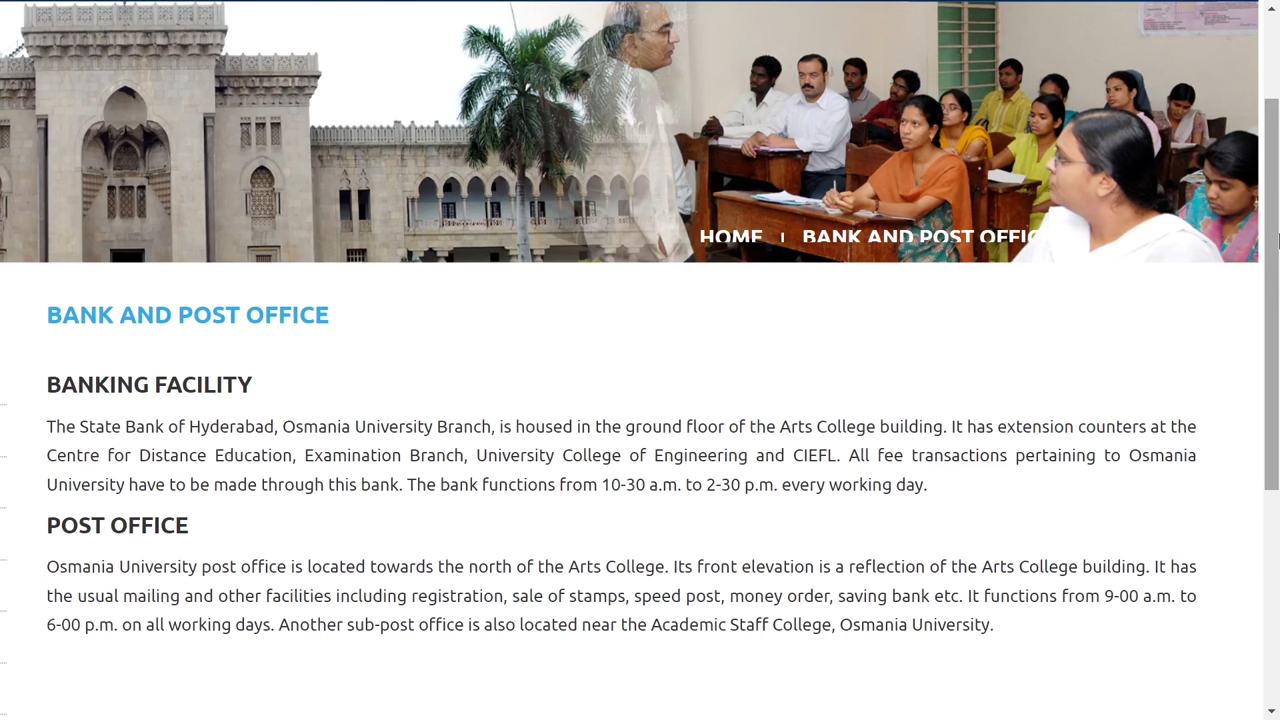 HOME | BANK AND POST OFFICE
BANK AND POST OFFICE
BANKING FACILITY
The State Bank of Hyderabad, Osmania University Branch, is housed in the ground floor of the Arts College building. It has extension counters at the
Centre for Distance Education, Examination Branch, University College of Engineering and CIEFL. All fee transactions pertaining to Osmania
University have to be made through this bank. The bank functions from 10-30 a.m. to 2-30 p.m. every working day.
POST OFFICE
Osmania University post office is located towards the north of the Arts College. Its front elevation is a reflection of the Arts College building. It has
the usual mailing and other facilities including registration, sale of stamps, speed post, money order, saving bank etc. It functions from 9-00 a.m. to
6-00 p.m. on all working days. Another sub-post office is also located near the Academic Staff College, Osmania University.